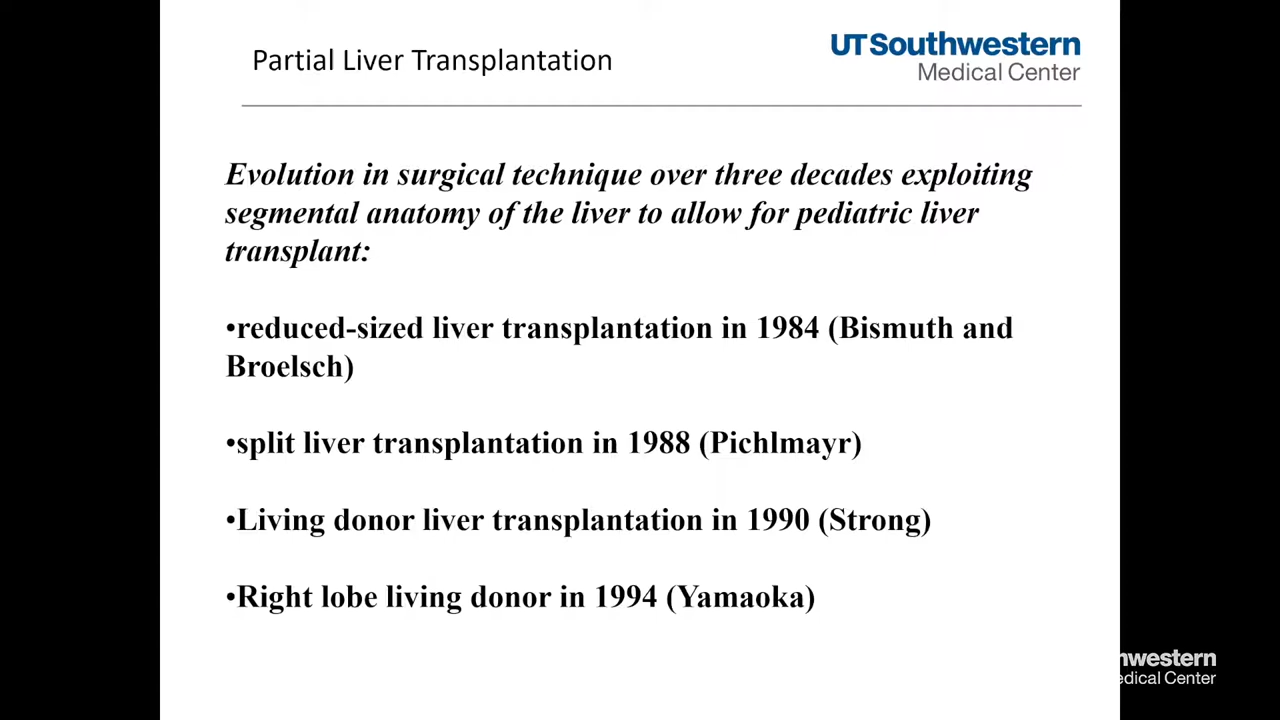 Partial Liver Transplantation
UTSouthwestern
Medical Center
Evolution in surgical technique over three decades exploiting
segmental anatomy of the liver to allow for pediatric liver
transplant:
•reduced-sized liver transplantation in 1984 (Bismuth and
Broelsch)
•split liver transplantation in 1988 (Pichlmayr)
•Living donor liver transplantation in 1990 (Strong)
•Right lobe living donor in 1994 (Yamaoka)
hwestern
edical Center